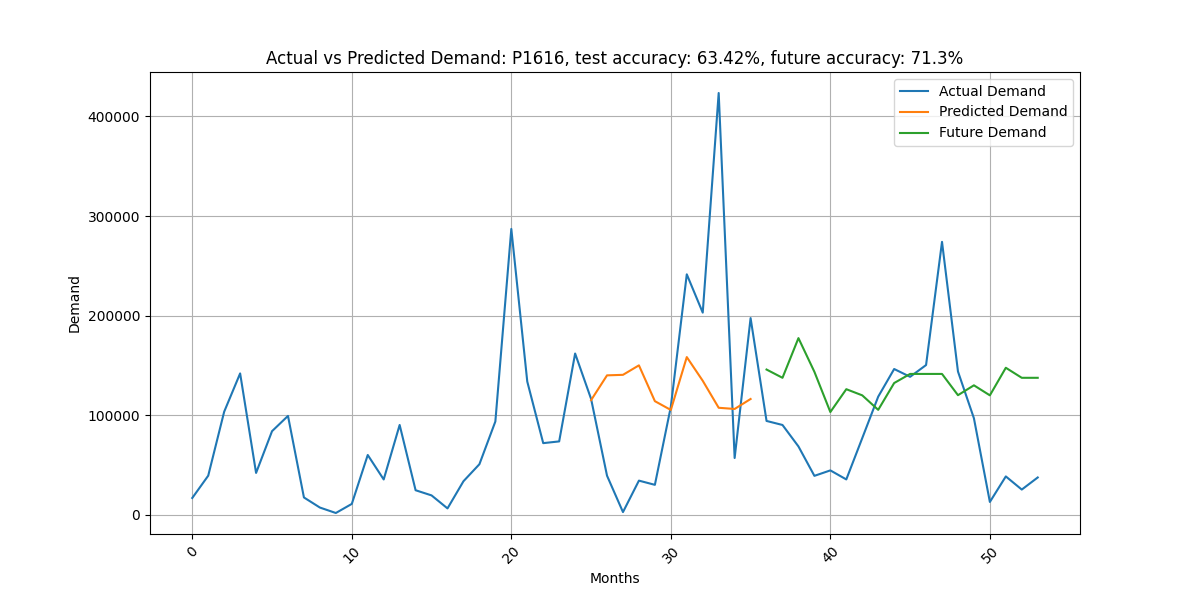 Actual vs Predicted Demand: P1616, test accuracy: 63.42%, future accuracy: 71.3%
Actual Demand
Predicted Demand
Future Demand
400000
300000
200000
100000
0
Demand
0
10
20
30
40
50
Months